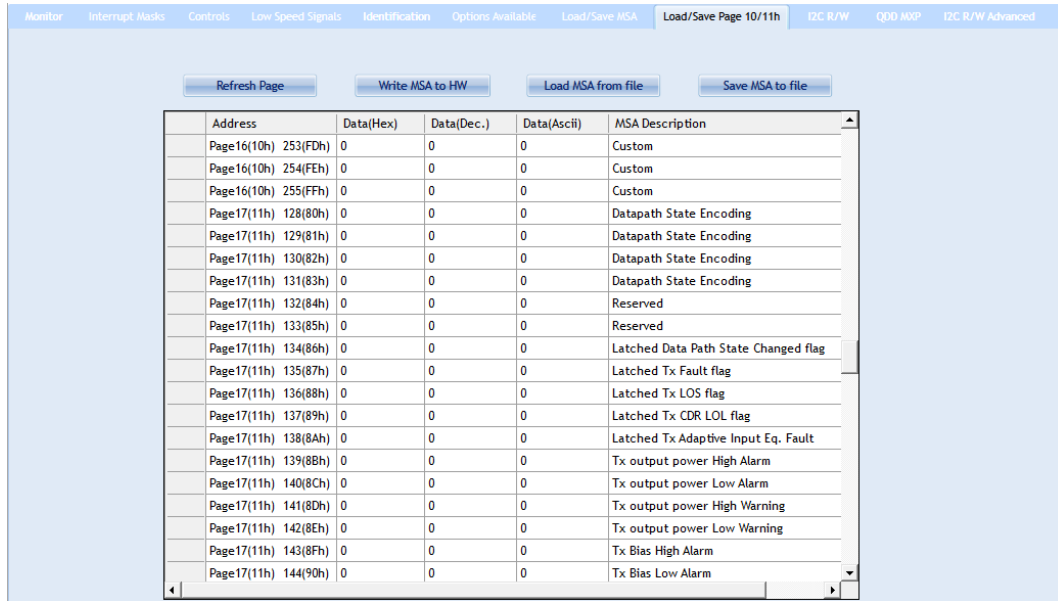 Monitor Interrupt Masks Controls Low Speed Signals Identification Options Available Load/Save MSA Load/Save Page 10/11h I2C R/W QDD MXP I2C R/W Advanced
Refresh Page Write MSA to HW Load MSA from file Save MSA to file
Address Data(Hex) Data(Dec.) Data(Ascii) MSA Description
Page16(10h) 253(FDh) 0 0 0 Custom
Page16(10h) 254(FEh) 0 0 0 Custom
Page16(10h) 255(FFh) 0 0 0 Custom
Page17(11h) 128(80h) 0 0 0 Datapath State Encoding
Page17(11h) 129(81h) 0 0 0 Datapath State Encoding
Page17(11h) 130(82h) 0 0 0 Datapath State Encoding
Page17(11h) 131(83h) 0 0 0 Datapath State Encoding
Page17(11h) 132(84h) 0 0 0 Reserved
Page17(11h) 133(85h) 0 0 0 Reserved
Page17(11h) 134(86h) 0 0 0 Latched Data Path State Changed flag
Page17(11h) 135(87h) 0 0 0 Latched Tx Fault flag
Page17(11h) 136(88h) 0 0 0 Latched Tx LOS flag
Page17(11h) 137(89h) 0 0 0 Latched Tx CDR LOL flag
Page17(11h) 138(8Ah) 0 0 0 Latched Tx Adaptive Input Eq. Fault
Page17(11h) 139(8Bh) 0 0 0 Tx output power High Alarm
Page17(11h) 140(8Ch) 0 0 0 Tx output power Low Alarm
Page17(11h) 141(8Dh) 0 0 0 Tx output power High Warning
Page17(11h) 142(8Eh) 0 0 0 Tx output power Low Warning
Page17(11h) 143(8Fh) 0 0 0 Tx Bias High Alarm
Page17(11h) 144(90h) 0 0 0 Tx Bias Low Alarm